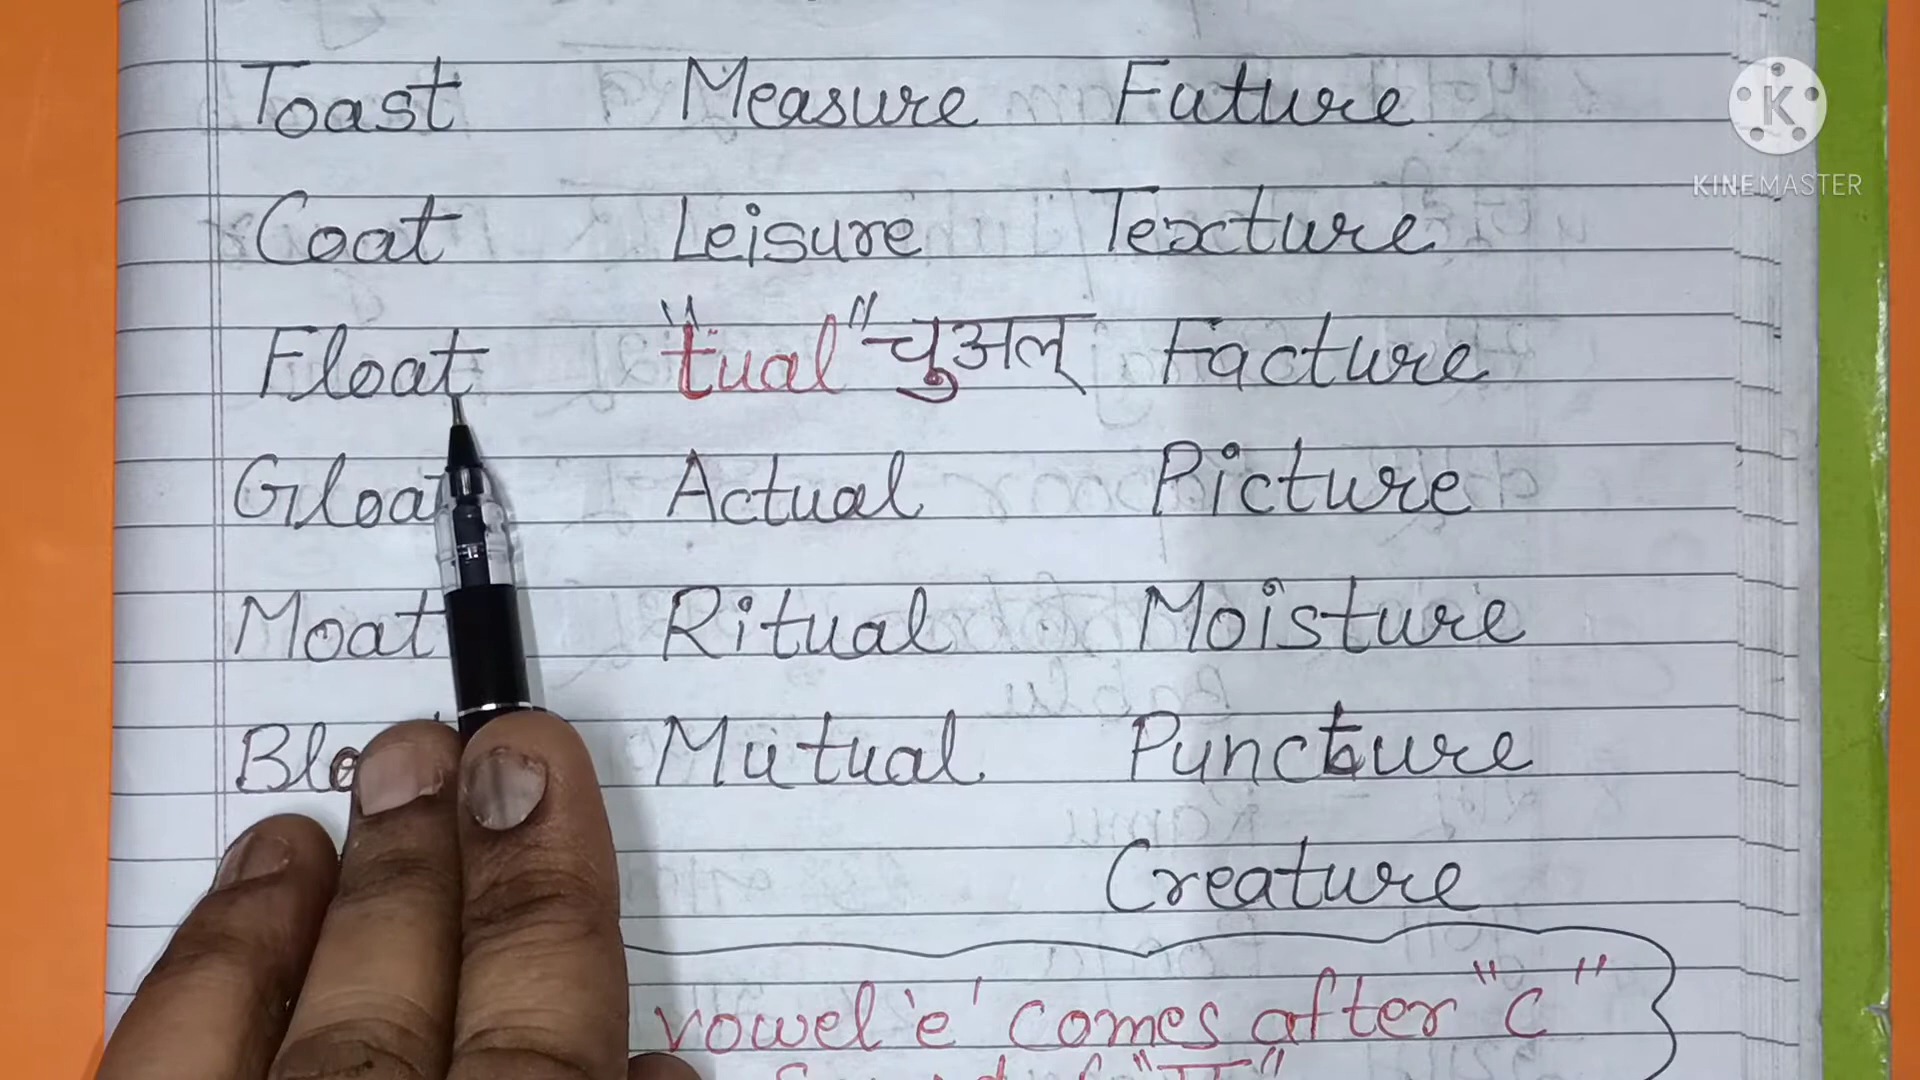 Toast Measure Future
Coat Leisure Texture
Float "tual" चुअल् Facture
Gloat Actual Picture
Moat Ritual Moisture
Mutual Puncture
Creature
vowel 'e' comes after "c"
KINEMASTER